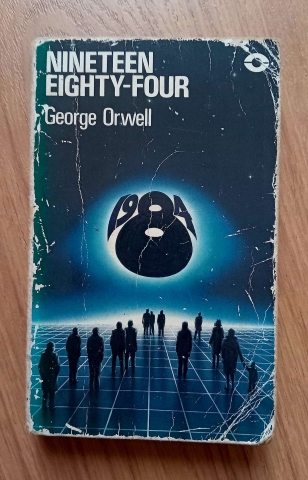 NINETEEN
EIGHTY-FOUR
George Orwell
1984